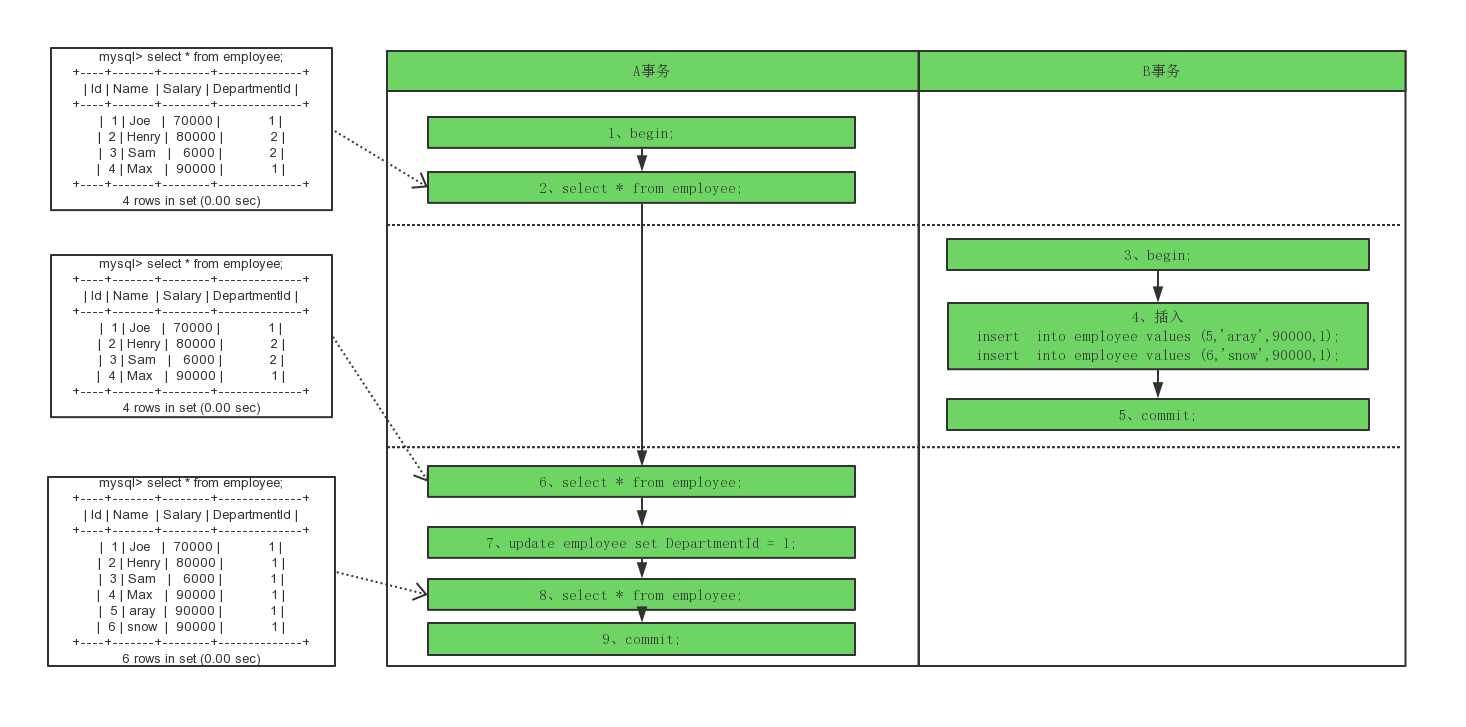 mysql> select * from employee;
+----+-------+--------+--------------+
| Id | Name | Salary | DepartmentId |
+----+-------+--------+--------------+
| 1 | Joe | 70000 | 1 |
| 2 | Henry | 80000 | 2 |
| 3 | Sam | 6000 | 2 |
| 4 | Max | 90000 | 1 |
+----+-------+--------+--------------+
4 rows in set (0.00 sec)
mysql> select * from employee;
+----+-------+--------+--------------+
| Id | Name | Salary | DepartmentId |
+----+-------+--------+--------------+
| 1 | Joe | 70000 | 1 |
| 2 | Henry | 80000 | 2 |
| 3 | Sam | 6000 | 2 |
| 4 | Max | 90000 | 1 |
+----+-------+--------+--------------+
4 rows in set (0.00 sec)
mysql> select * from employee;
+----+-------+--------+--------------+
| Id | Name | Salary | DepartmentId |
+----+-------+--------+--------------+
| 1 | Joe | 70000 | 1 |
| 2 | Henry | 80000 | 1 |
| 3 | Sam | 6000 | 1 |
| 4 | Max | 90000 | 1 |
| 5 | aray | 90000 | 1 |
| 6 | snow | 90000 | 1 |
+----+-------+--------+--------------+
6 rows in set (0.00 sec)
A事务
B事务
1、begin;
2、select * from employee;
3、begin;
4、插入
insert into employee values (5,'aray',90000,1);
insert into employee values (6,'snow',90000,1);
5、commit;
6、select * from employee;
7、update employee set DepartmentId = 1;
8、select * from employee;
9、commit;